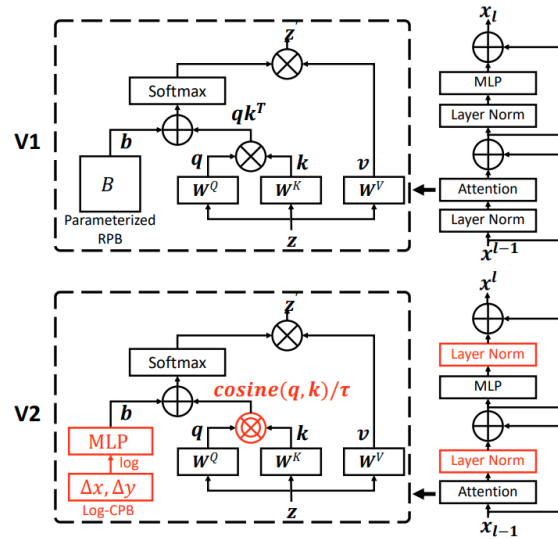 V1
z'
Softmax
qk^T
b
q
k
v
B
W^Q
W^K
W^V
Parameterized
RPB
z
x_l
MLP
Layer Norm
Attention
Layer Norm
x^{l-1}
V2
z'
Softmax
cosine(q, k)/τ
b
q
k
v
MLP
log
Δx, Δy
Log-CPB
W^Q
W^K
W^V
z
x^l
Layer Norm
MLP
Layer Norm
Attention
x_{l-1}